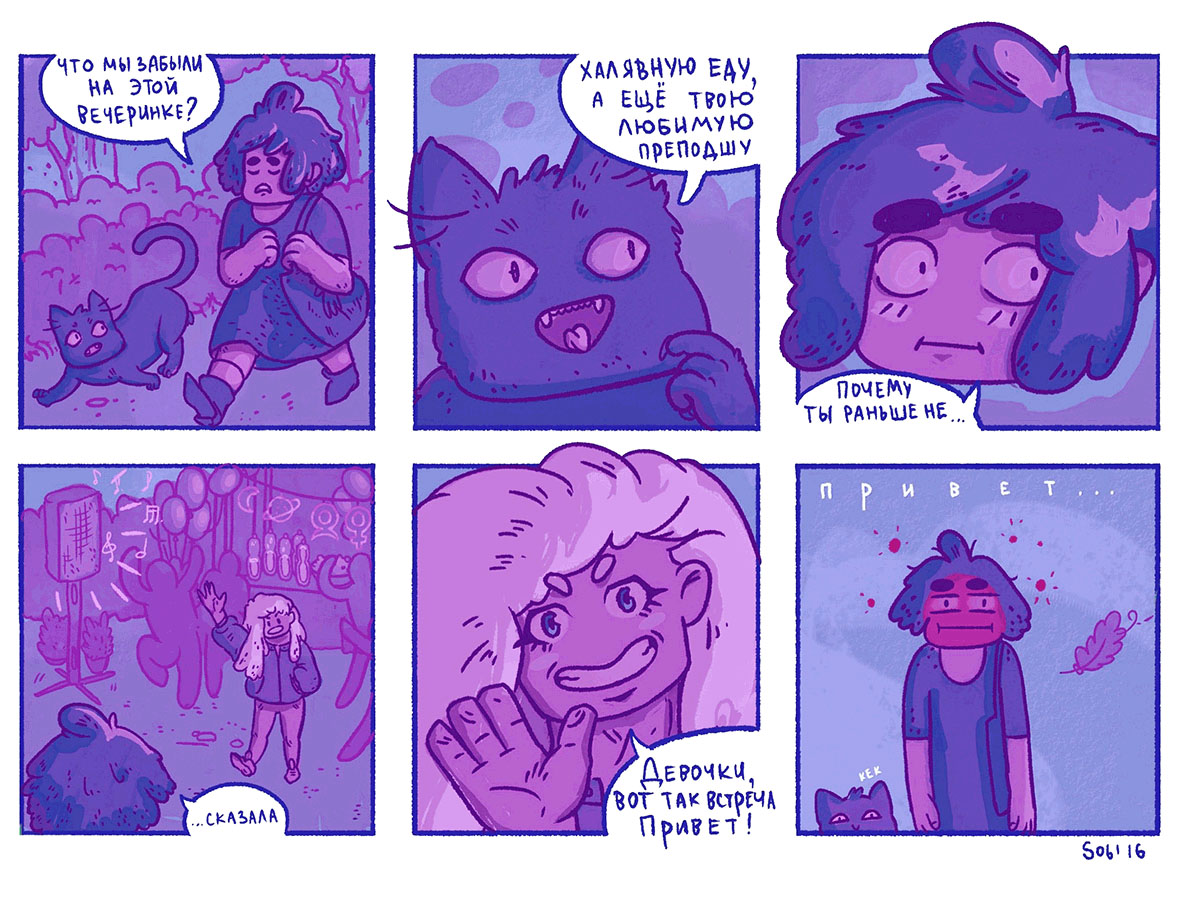 ЧТО МЫ ЗАБЫЛИ
НА ЭТОЙ
ВЕЧЕРИНКЕ?
ХАЛЯВНУЮ ЕДУ,
А ЕЩЁ ТВОЮ
ЛЮБИМУЮ
ПРЕПОДШУ
ПОЧЕМУ
ТЫ РАНЬШЕ НЕ...
...СКАЗАЛА
ДЕВОЧКИ,
ВОТ ТАК ВСТРЕЧА
ПРИВЕТ!
ПРИВЕТ...
КЕК
SOBI '16